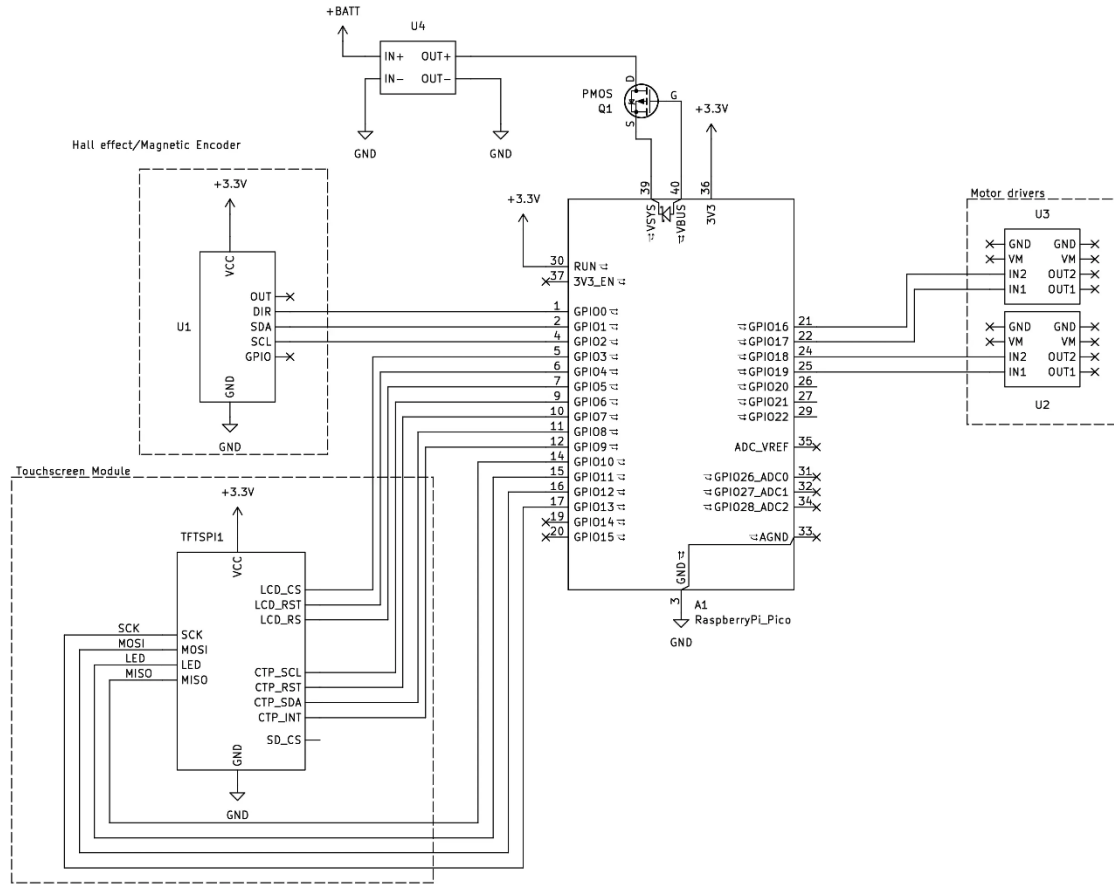 +BATT
U4
IN+ OUT+
IN- OUT-
GND
GND
PMOS
Q1
D
G
S
+3.3V
39
40
36
VSYS
VBUS
3V3
Hall effect/Magnetic Encoder
+3.3V
VCC
U1
OUT
DIR
SDA
SCL
GPIO
GND
GND
+3.3V
30 RUN
37 3V3_EN
1 GPIO0
2 GPIO1
4 GPIO2
5 GPIO3
6 GPIO4
7 GPIO5
9 GPIO6
10 GPIO7
11 GPIO8
12 GPIO9
14 GPIO10
15 GPIO11
16 GPIO12
17 GPIO13
19 GPIO14
20 GPIO15
GPIO16 21
GPIO17 22
GPIO18 24
GPIO19 25
GPIO20 26
GPIO21 27
GPIO22 29
ADC_VREF 35
GPIO26_ADC0 31
GPIO27_ADC1 32
GPIO28_ADC2 34
AGND 33
GND
3
A1
RaspberryPi_Pico
GND
Motor drivers
U3
GND GND
VM VM
IN2 OUT2
IN1 OUT1
GND GND
VM VM
IN2 OUT2
IN1 OUT1
U2
Touchscreen Module
+3.3V
TFTSPI1
VCC
LCD_CS
LCD_RST
LCD_RS
SCK SCK
MOSI MOSI
LED LED
MISO MISO
CTP_SCL
CTP_RST
CTP_SDA
CTP_INT
SD_CS
GND
GND